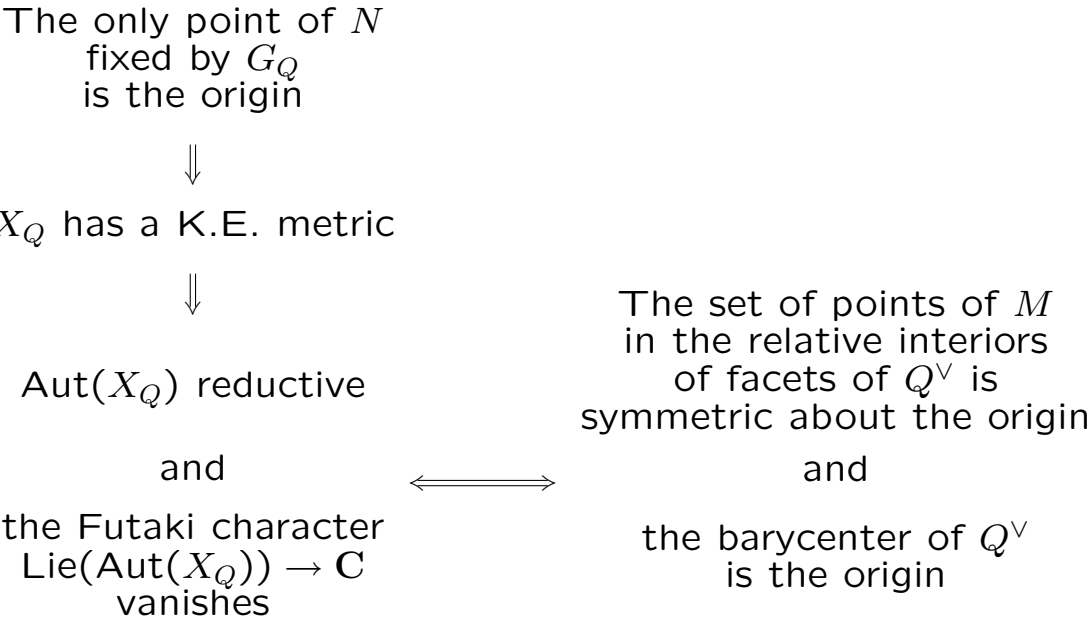 The only point of N
fixed by G_Q
is the origin
⇓
X_Q has a K.E. metric
⇓
Aut(X_Q) reductive
and
the Futaki character
Lie(Aut(X_Q)) → C
vanishes
⟺
The set of points of M
in the relative interiors
of facets of Q^∨ is
symmetric about the origin
and
the barycenter of Q^∨
is the origin